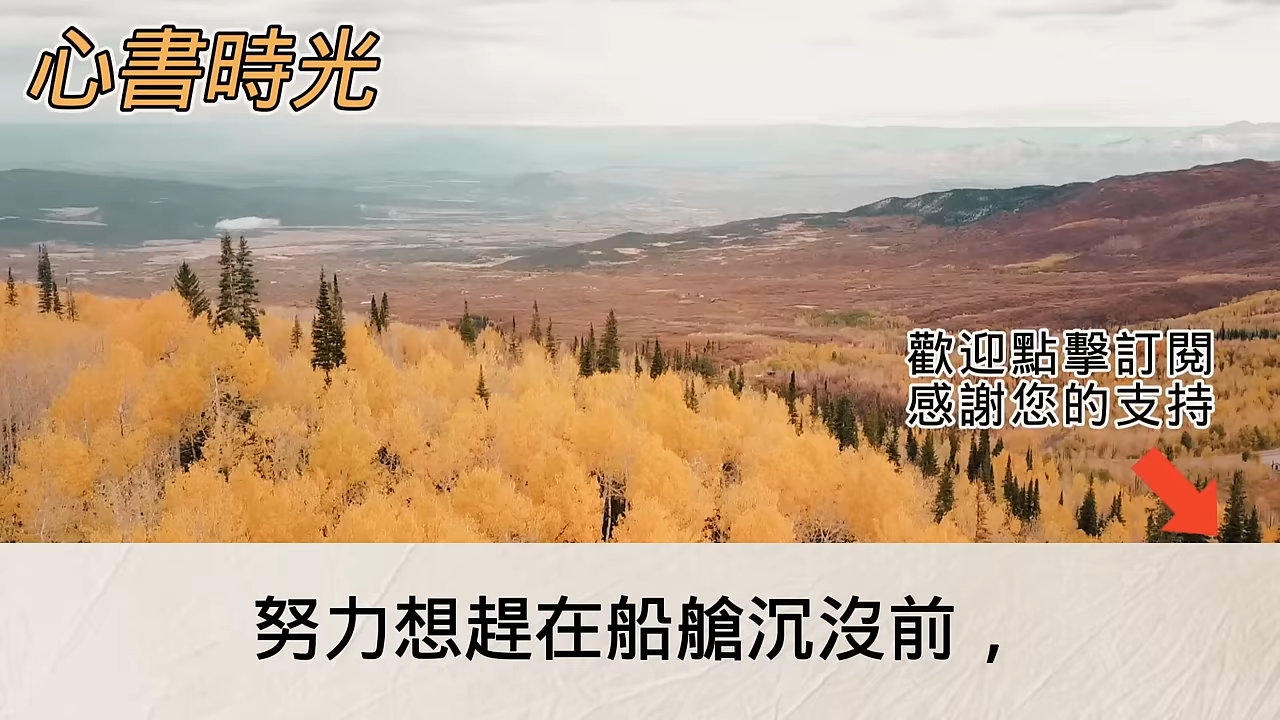 心書時光
歡迎點擊訂閱
感謝您的支持
努力想趕在船艙沉沒前，